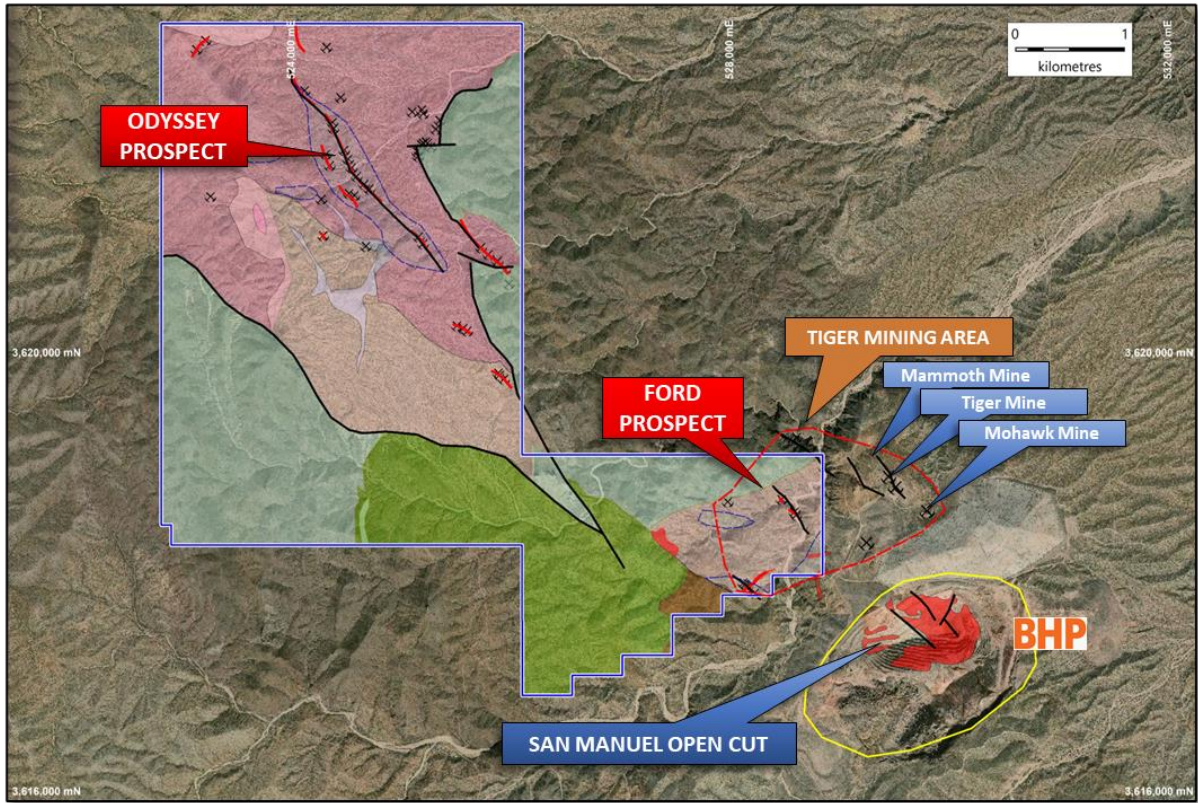 524,000 mE
528,000 mE
532,000 mE
0 1
kilometres
ODYSSEY
PROSPECT
3,620,000 mN
3,620,000 mN
TIGER MINING AREA
Mammoth Mine
Tiger Mine
Mohawk Mine
FORD
PROSPECT
BHP
SAN MANUEL OPEN CUT
3,616,000 mN
3,616,000 mN